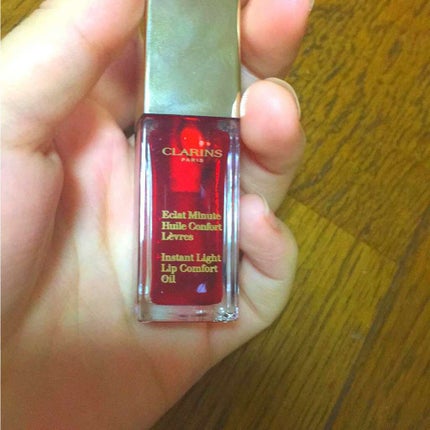 CLARINS
PARIS
Eclat Minute
Huile Confort
Lèvres
Instant Light
Lip Comfort
Oil